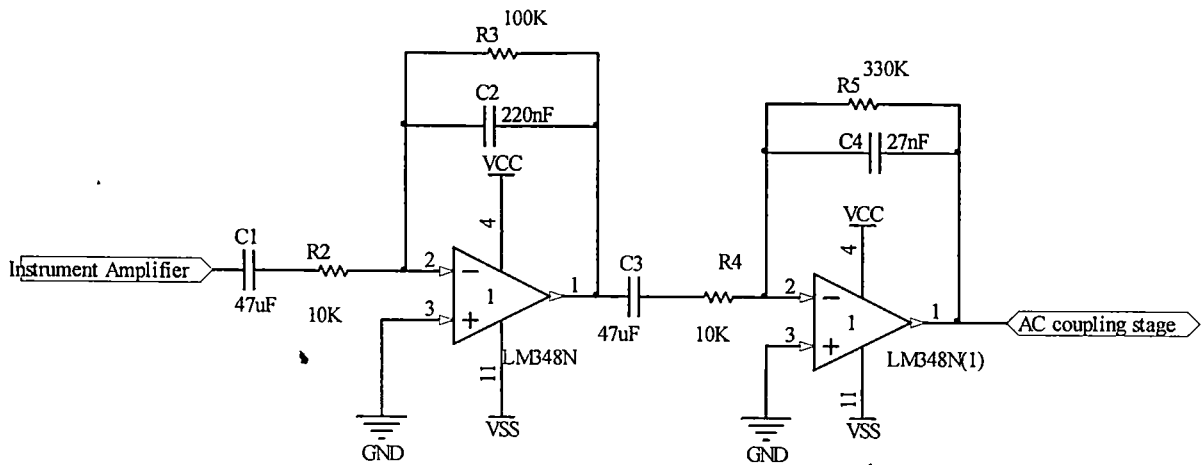 100K
R3
C2
220nF
VCC
4
C1
R2
2
1
1
3
47uF
10K
LM348N
11
VSS
GND
Instrument Amplifier
C3
R4
47uF
10K
330K
R5
C4
27nF
VCC
4
2
1
1
3
LM348N(1)
11
VSS
GND
AC coupling stage